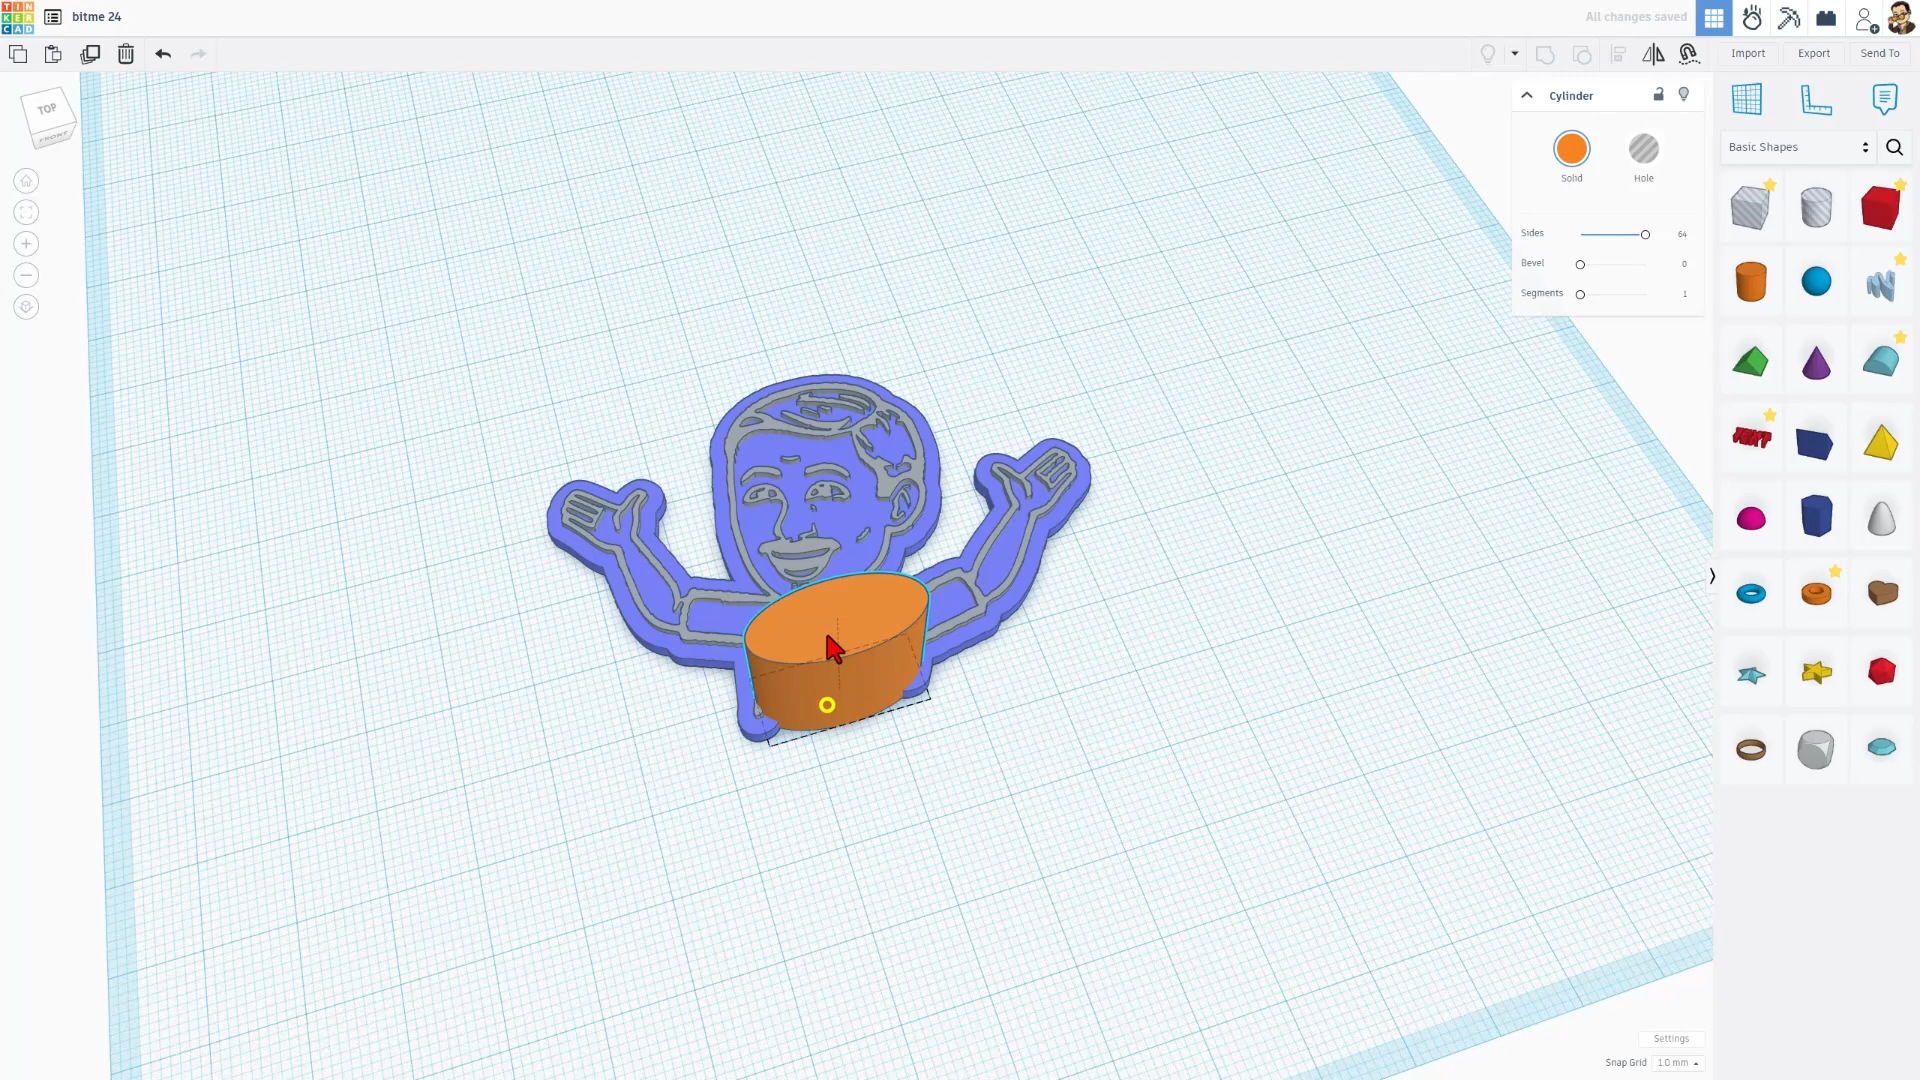 TIN
KER
CAD
bitme 24
All changes saved
Import
Export
Send To
TOP
FRONT
Cylinder
Solid
Hole
Sides
64
Bevel
0
Segments
1
Basic Shapes
TEXT
Settings
Snap Grid
1.0 mm